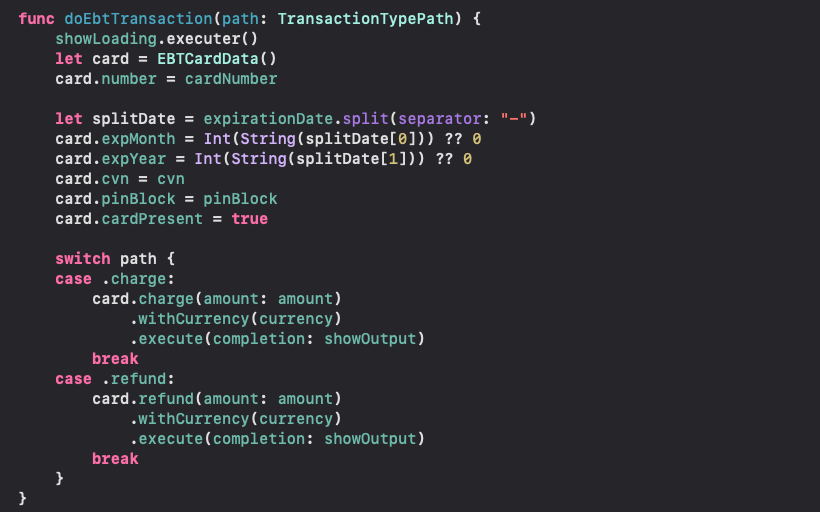 func doEbtTransaction(path: TransactionTypePath) {
    showLoading.executer()
    let card = EBTCardData()
    card.number = cardNumber

    let splitDate = expirationDate.split(separator: "-")
    card.expMonth = Int(String(splitDate[0])) ?? 0
    card.expYear = Int(String(splitDate[1])) ?? 0
    card.cvn = cvn
    card.pinBlock = pinBlock
    card.cardPresent = true

    switch path {
    case .charge:
        card.charge(amount: amount)
            .withCurrency(currency)
            .execute(completion: showOutput)
        break
    case .refund:
        card.refund(amount: amount)
            .withCurrency(currency)
            .execute(completion: showOutput)
        break
    }
}